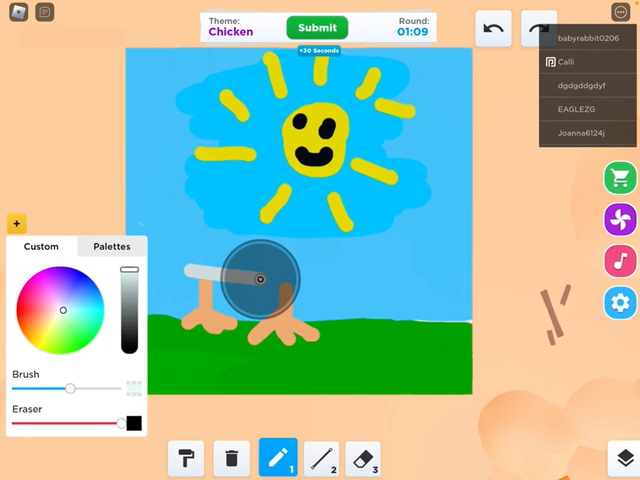 Theme:
Chicken
Submit
Round:
01:09
+30 Seconds
babyrabbit0206
Calli
dgdgddgdyf
EAGLEZG
Joanna6124j
+
Custom
Palettes
Brush
Eraser
1
2
3